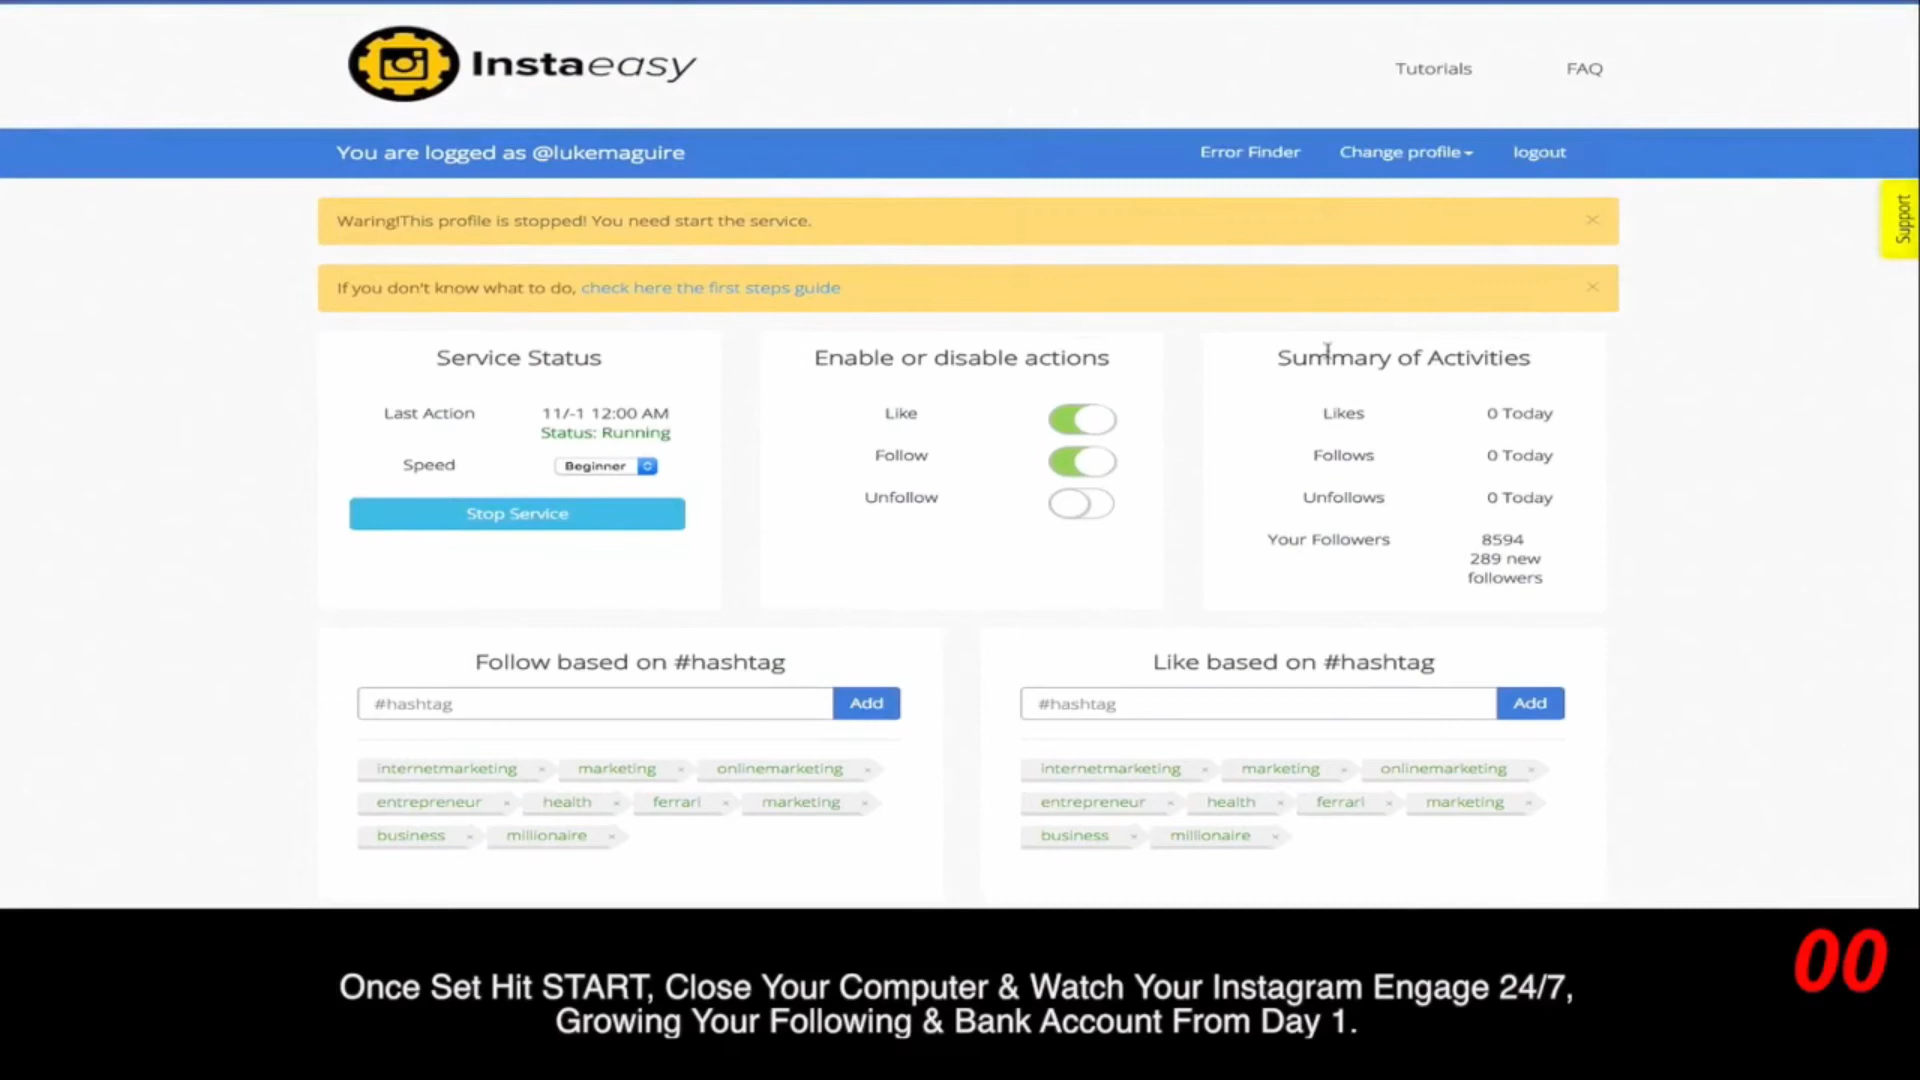 Instaeasy
Tutorials FAQ
You are logged as @lukemaguire Error Finder Change profile logout
Support
Waring!This profile is stopped! You need start the service. ×
If you don't know what to do, check here the first steps guide ×
Service Status
Last Action 11/-1 12:00 AM
Status: Running
Speed Beginner
Stop Service
Enable or disable actions
Like
Follow
Unfollow
Summary of Activities
Likes 0 Today
Follows 0 Today
Unfollows 0 Today
Your Followers 8594
289 new
followers
Follow based on #hashtag
#hashtag Add
internetmarketing × marketing × onlinemarketing ×
entrepreneur × health × ferrari × marketing ×
business × millionaire ×
Like based on #hashtag
#hashtag Add
internetmarketing × marketing × onlinemarketing ×
entrepreneur × health × ferrari × marketing ×
business × millionaire ×
00
Once Set Hit START, Close Your Computer & Watch Your Instagram Engage 24/7,
Growing Your Following & Bank Account From Day 1.